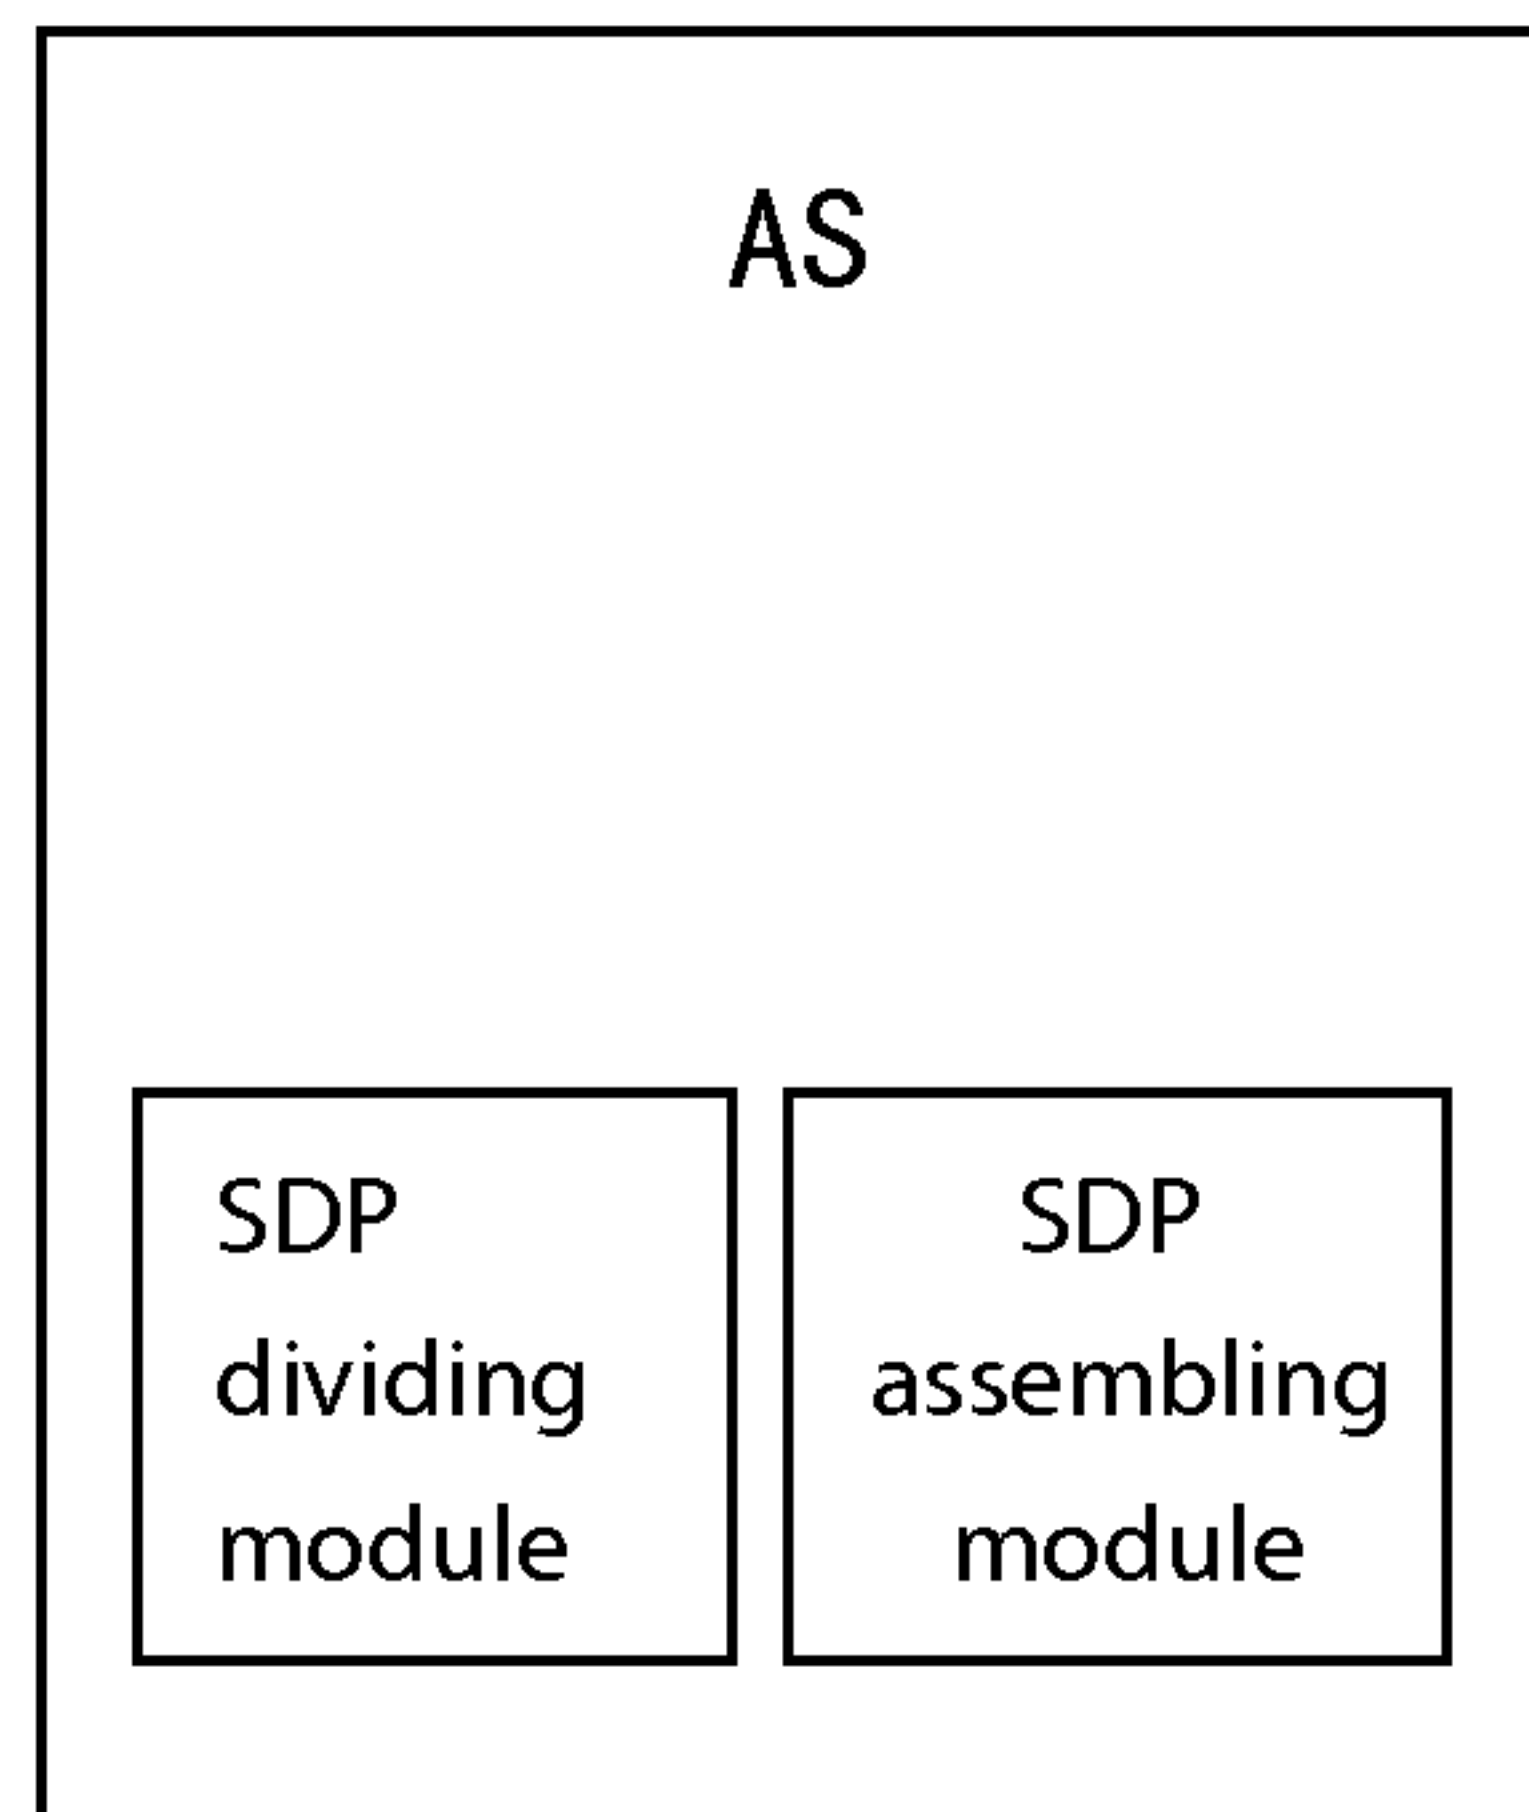 AS
SDP
dividing
module
SDP
assembling
module